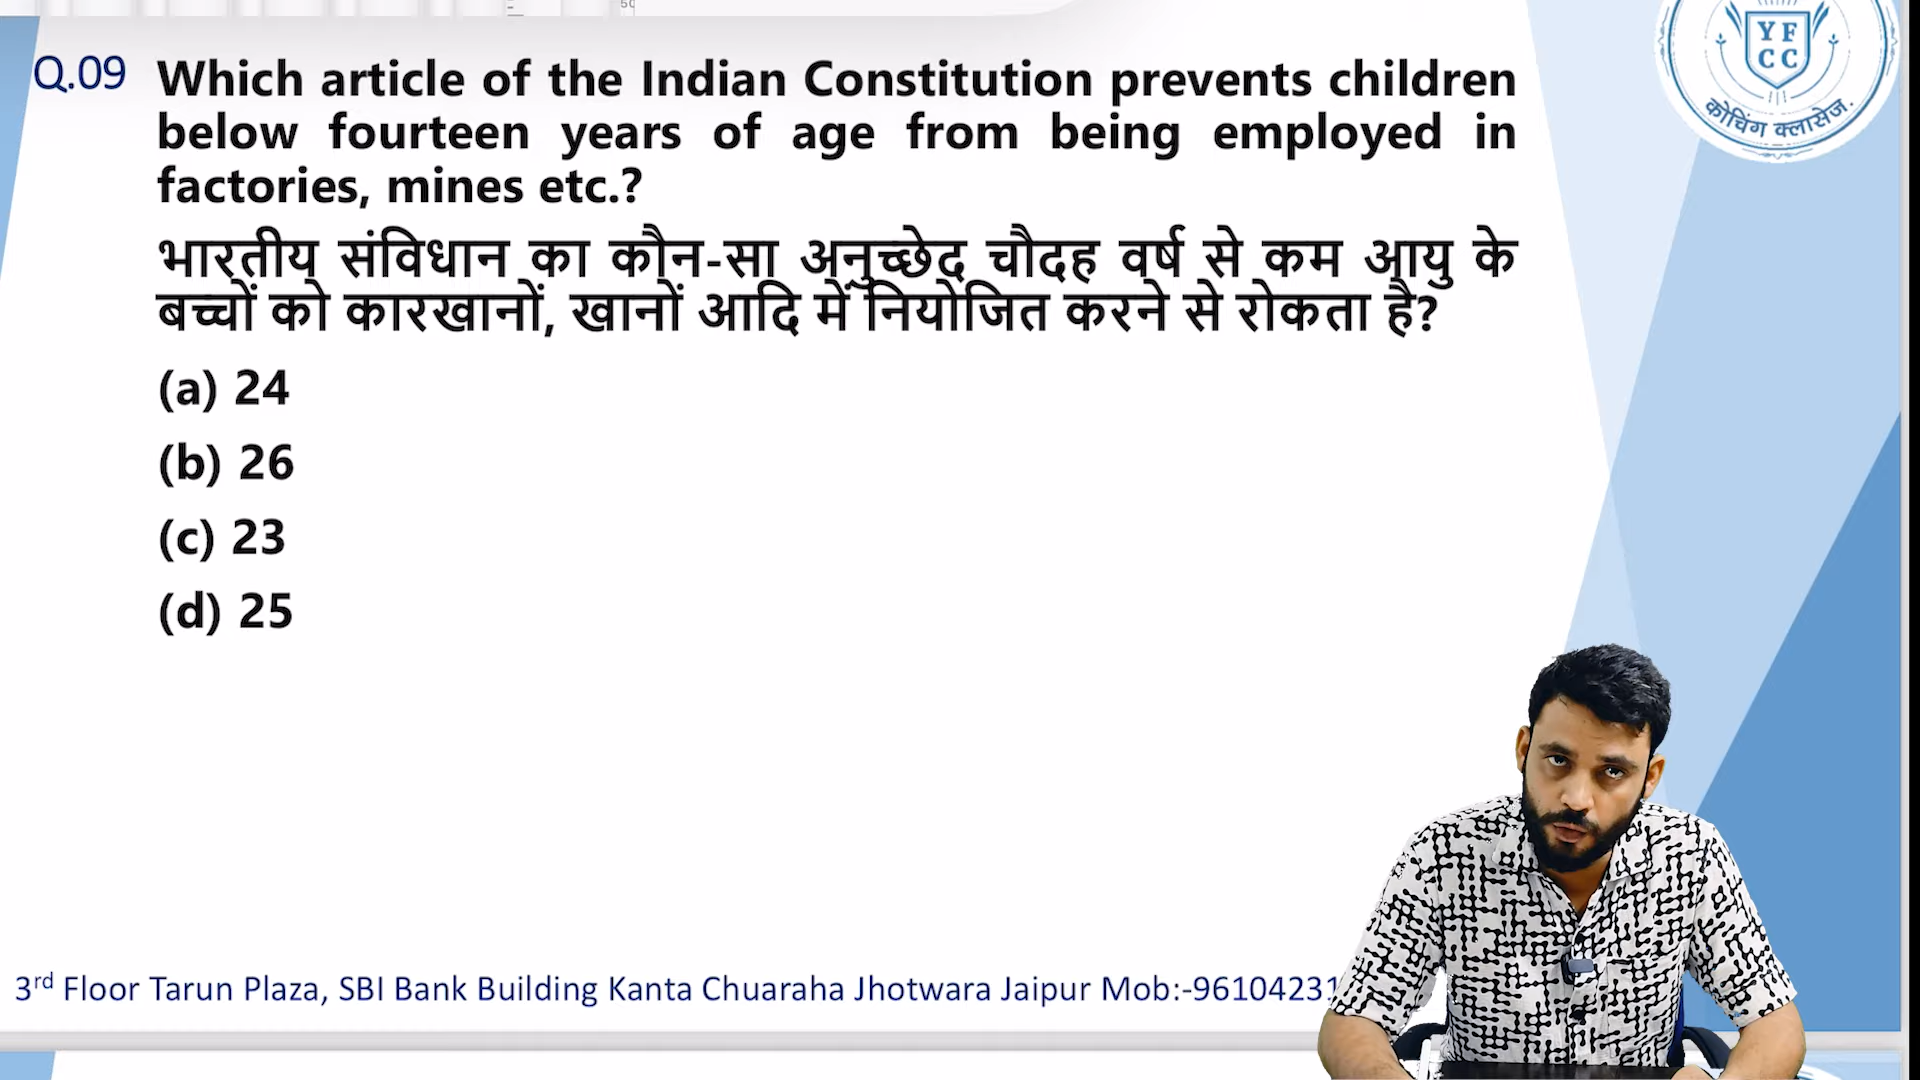 50
Y F
C C
कोचिंग क्लासेज.
Q.09 Which article of the Indian Constitution prevents children
below fourteen years of age from being employed in
factories, mines etc.?
भारतीय संविधान का कौन-सा अनुच्छेद चौदह वर्ष से कम आयु के
बच्चों को कारखानों, खानों आदि में नियोजित करने से रोकता है?
(a) 24
(b) 26
(c) 23
(d) 25
3rd Floor Tarun Plaza, SBI Bank Building Kanta Chuaraha Jhotwara Jaipur Mob:-96104231